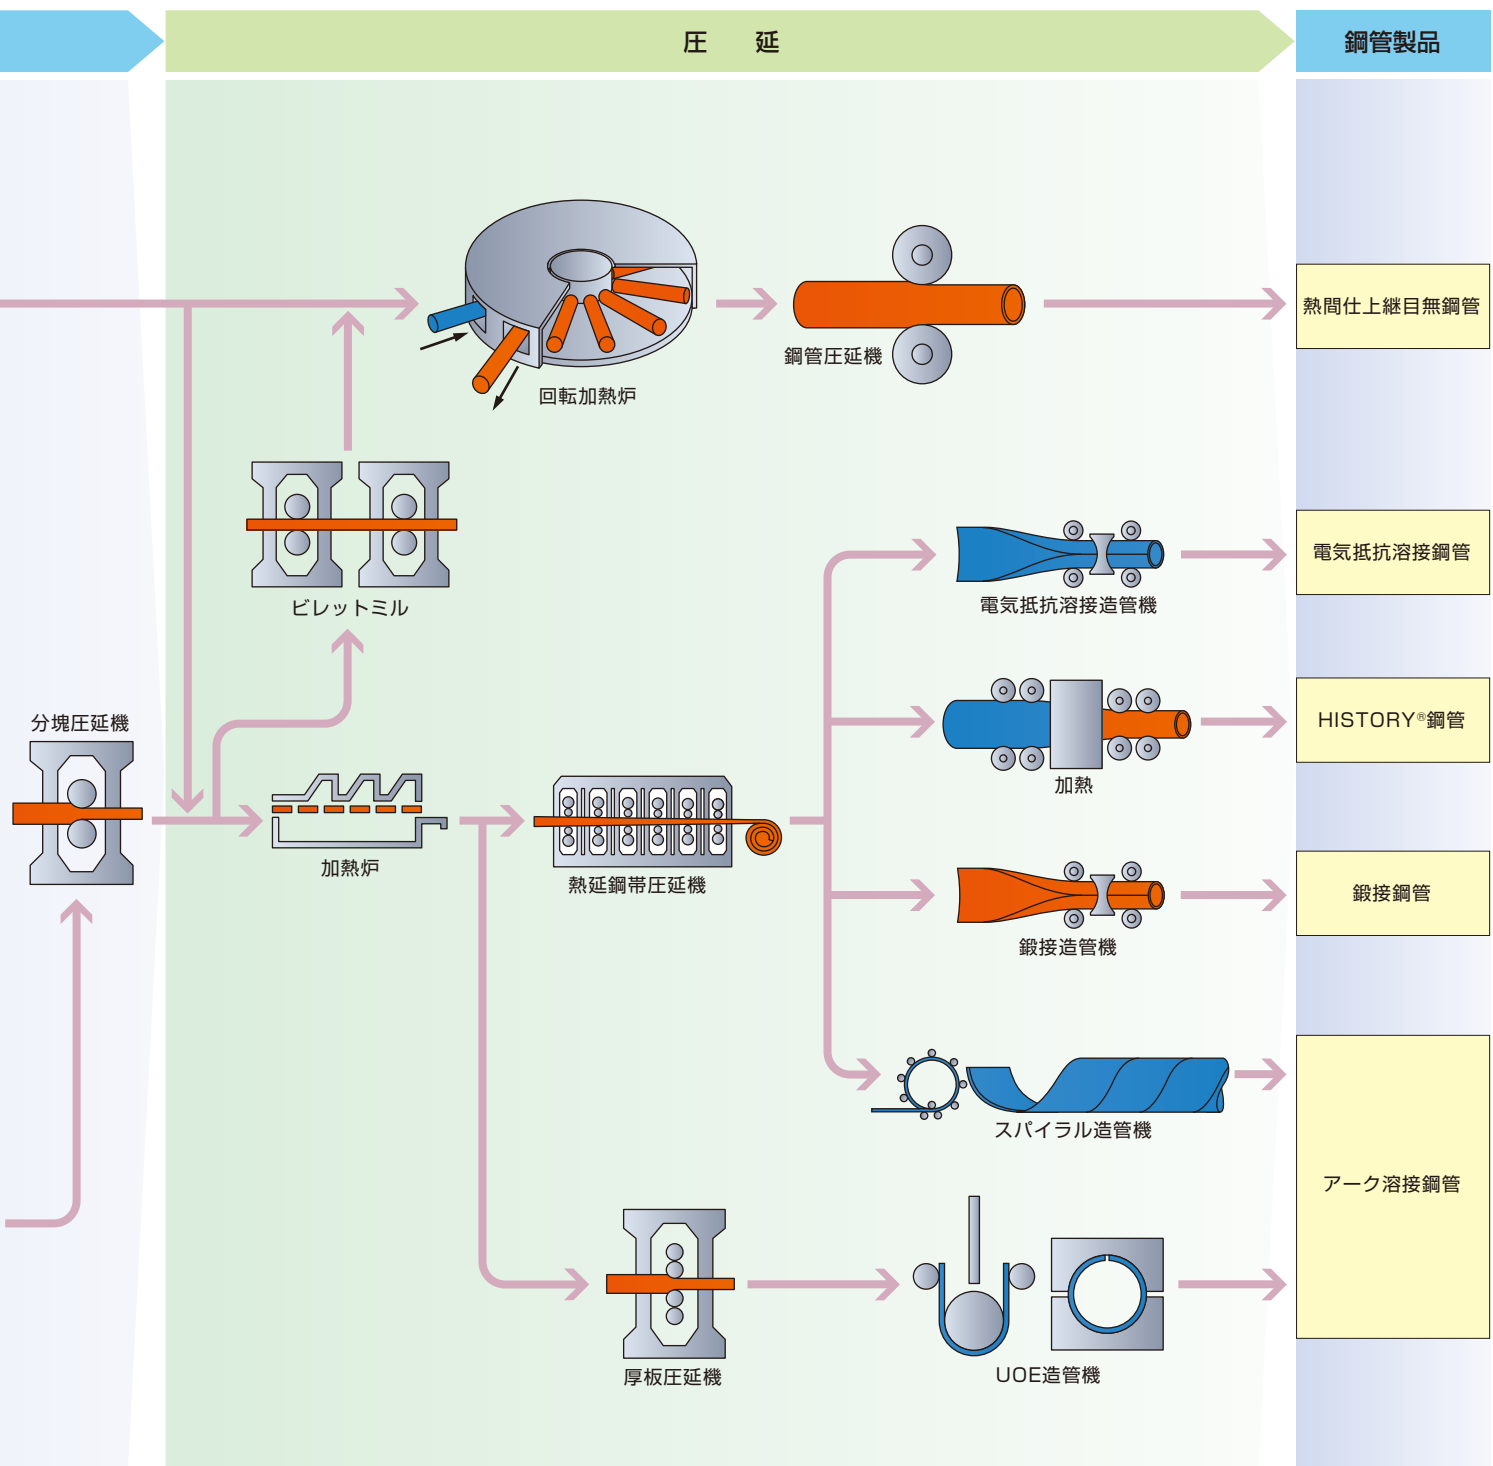 圧 延
鋼管製品
熱間仕上継目無鋼管
鋼管圧延機
回転加熱炉
電気抵抗溶接鋼管
ビレットミル
電気抵抗溶接造管機
分塊圧延機
HISTORY®鋼管
加熱
加熱炉
熱延鋼帯圧延機
鍛接鋼管
鍛接造管機
スパイラル造管機
アーク溶接鋼管
厚板圧延機
UOE造管機